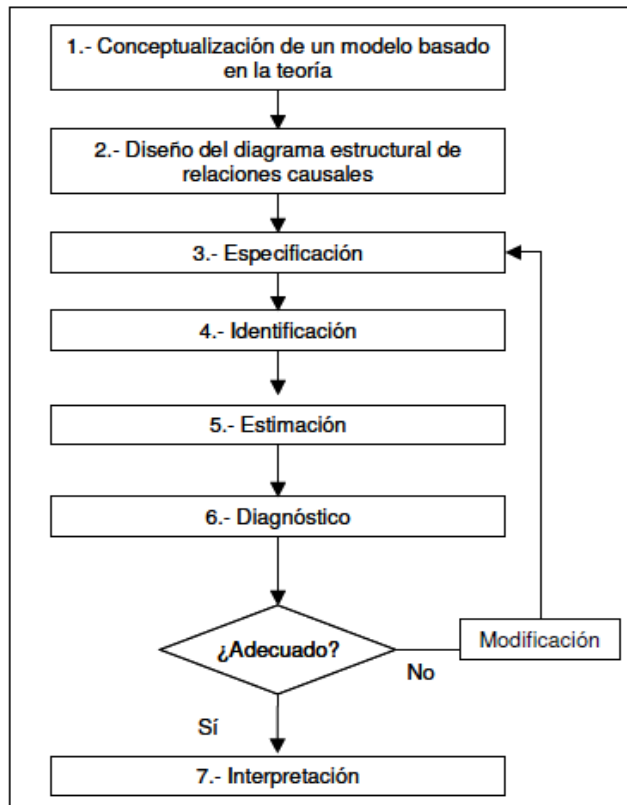 1.- Conceptualización de un modelo basado
en la teoría
2.- Diseño del diagrama estructural de
relaciones causales
3.- Especificación
4.- Identificación
5.- Estimación
6.- Diagnóstico
¿Adecuado?
Modificación
No
Sí
7.- Interpretación